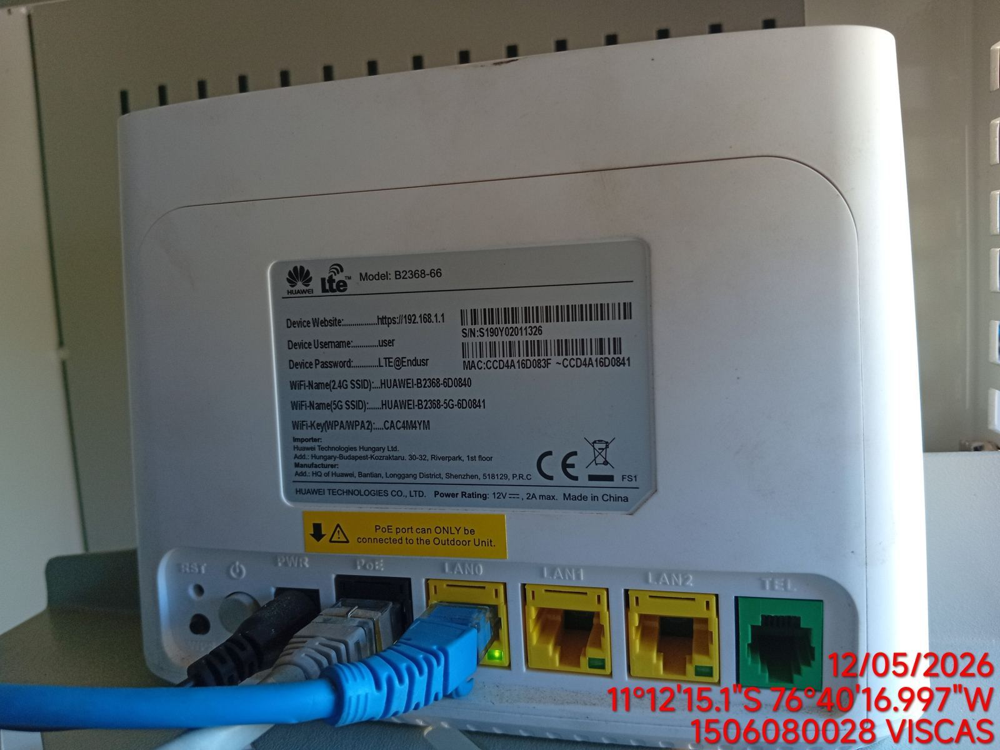 HUAWEI
Lte™
Model: B2368-66
Device Website:................https://192.168.1.1
Device Username:............user
Device Password:............LTE@Endusr
S/N:S190Y02011326
MAC:CCD4A16D083F ~CCD4A16D0841
WiFi-Name(2.4G SSID):...HUAWEI-B2368-6D0840
WiFi-Name(5G SSID):......HUAWEI-B2368-5G-6D0841
WiFi-Key(WPA/WPA2):....CAC4M4YM
Importer:
Huawei Technologies Hungary Ltd.
Add.: Hungary-Budapest-Kozraktaru. 30-32, Riverpark, 1st floor
Manufacturer:
Add.: HQ of Huawei, Bantian, Longgang District, Shenzhen, 518129, P.R.C
CE
FS1
HUAWEI TECHNOLOGIES CO., LTD. Power Rating: 12V⎓, 2A max. Made in China
PoE port can ONLY be
connected to the Outdoor Unit.
RST
PWR
PoE
LAN0
LAN1
LAN2
TEL
12/05/2026
11°12'15.1"S 76°40'16.997"W
1506080028 VISCAS